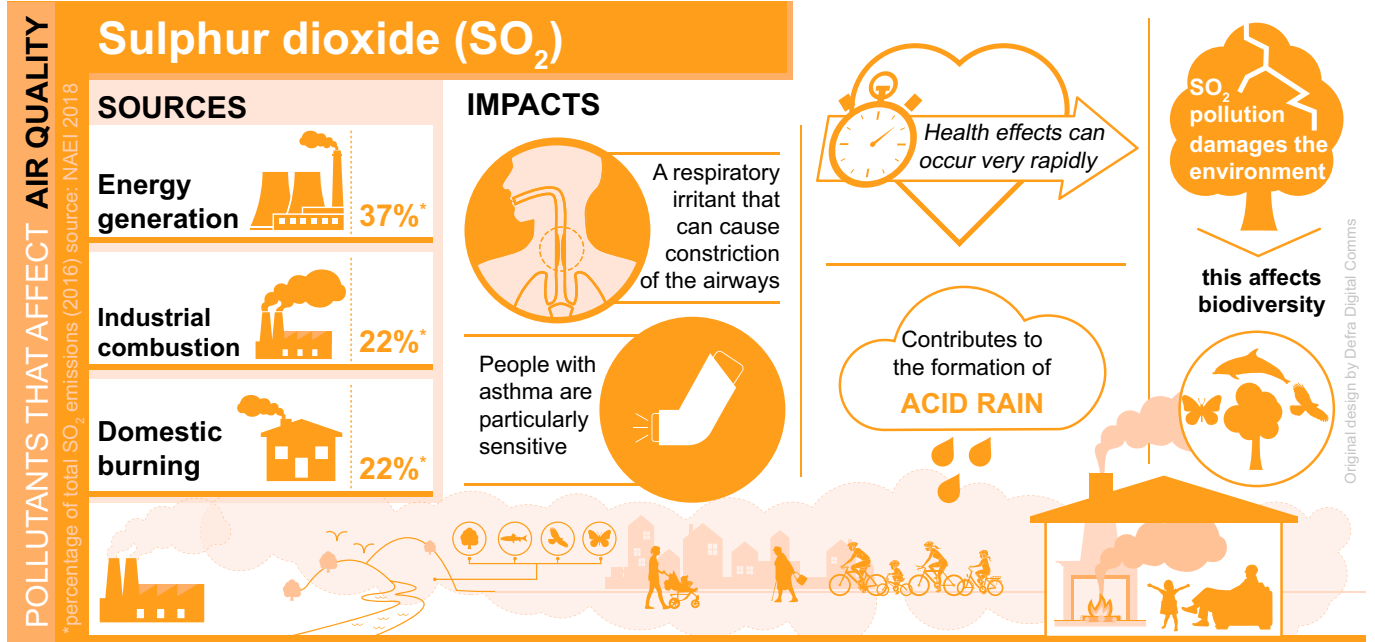 POLLUTANTS THAT AFFECT AIR QUALITY
*percentage of total SO₂ emissions (2016) source: NAEI 2018
Sulphur dioxide (SO₂)
SOURCES
Energy
generation
37%*
Industrial
combustion
22%*
Domestic
burning
22%*
IMPACTS
A respiratory
irritant that
can cause
constriction
of the airways
People with
asthma are
particularly
sensitive
Health effects can
occur very rapidly
Contributes to
the formation of
ACID RAIN
SO₂
pollution
damages the
environment
this affects
biodiversity
Original design by Defra Digital Comms